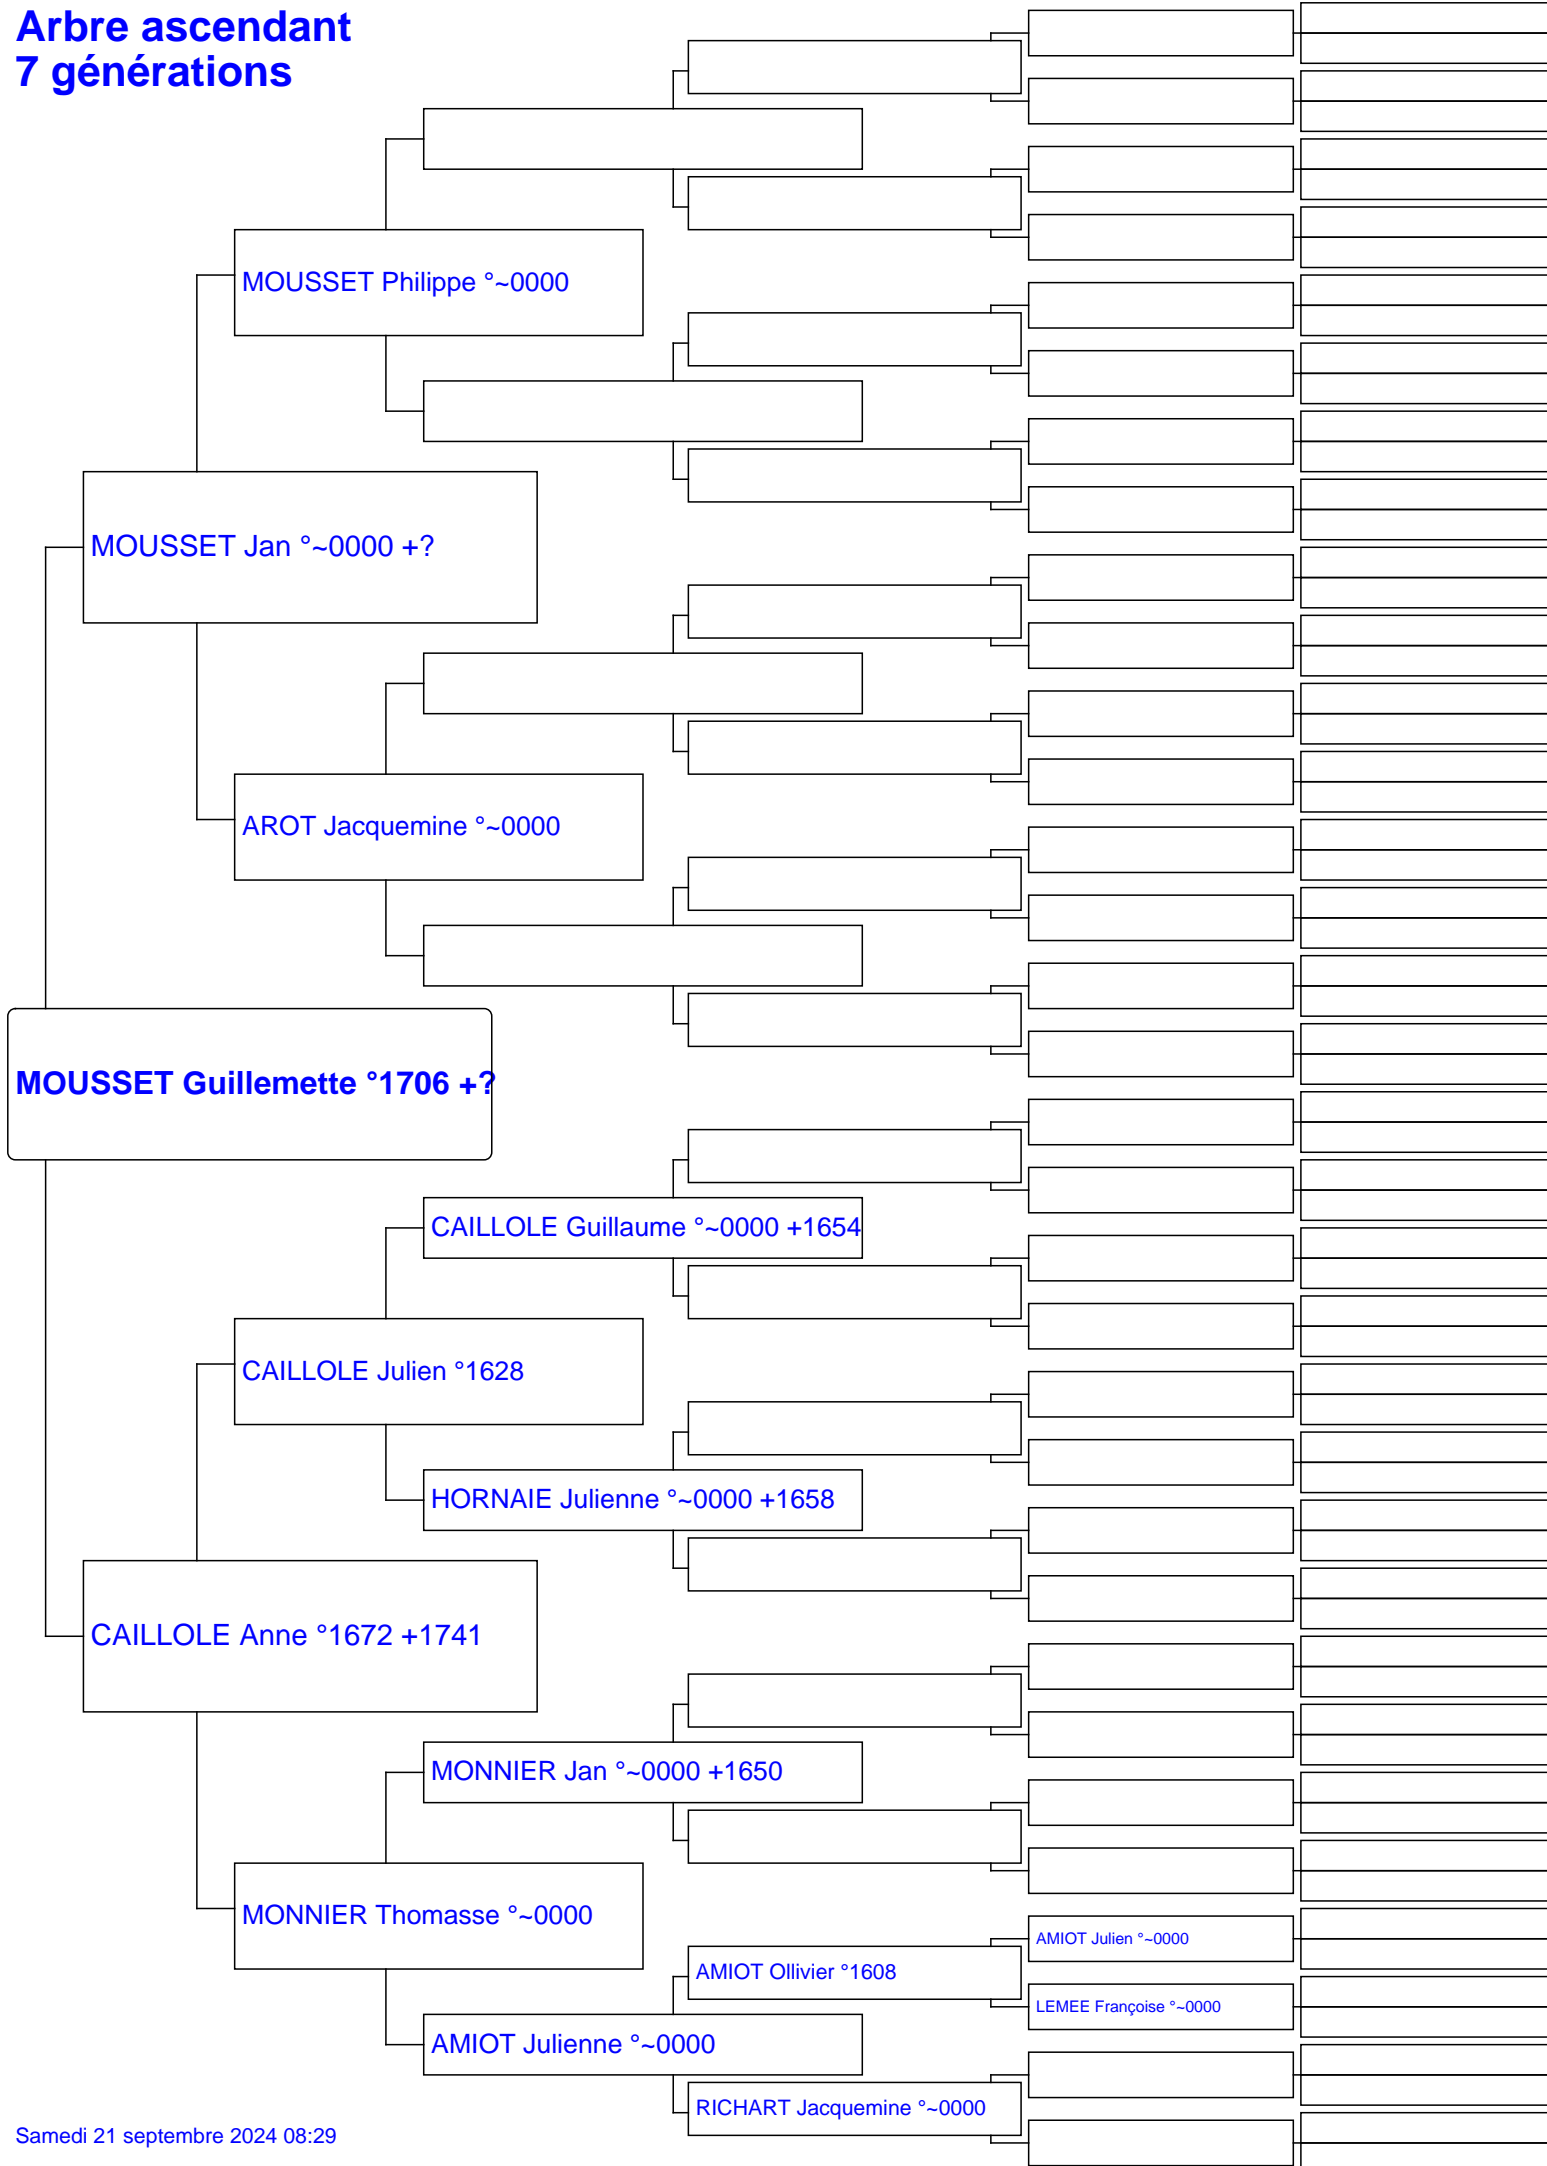 Arbre ascendant
7 générations
MOUSSET Philippe °~0000
MOUSSET Jan °~0000 +?
AROT Jacquemine °~0000
MOUSSET Guillemette °1706 +?
CAILLOLE Guillaume °~0000 +1654
CAILLOLE Julien °1628
HORNAIE Julienne °~0000 +1658
CAILLOLE Anne °1672 +1741
MONNIER Jan °~0000 +1650
MONNIER Thomasse °~0000
AMIOT Julien °~0000
AMIOT Ollivier °1608
LEMEE Françoise °~0000
AMIOT Julienne °~0000
RICHART Jacquemine °~0000
Samedi 21 septembre 2024 08:29